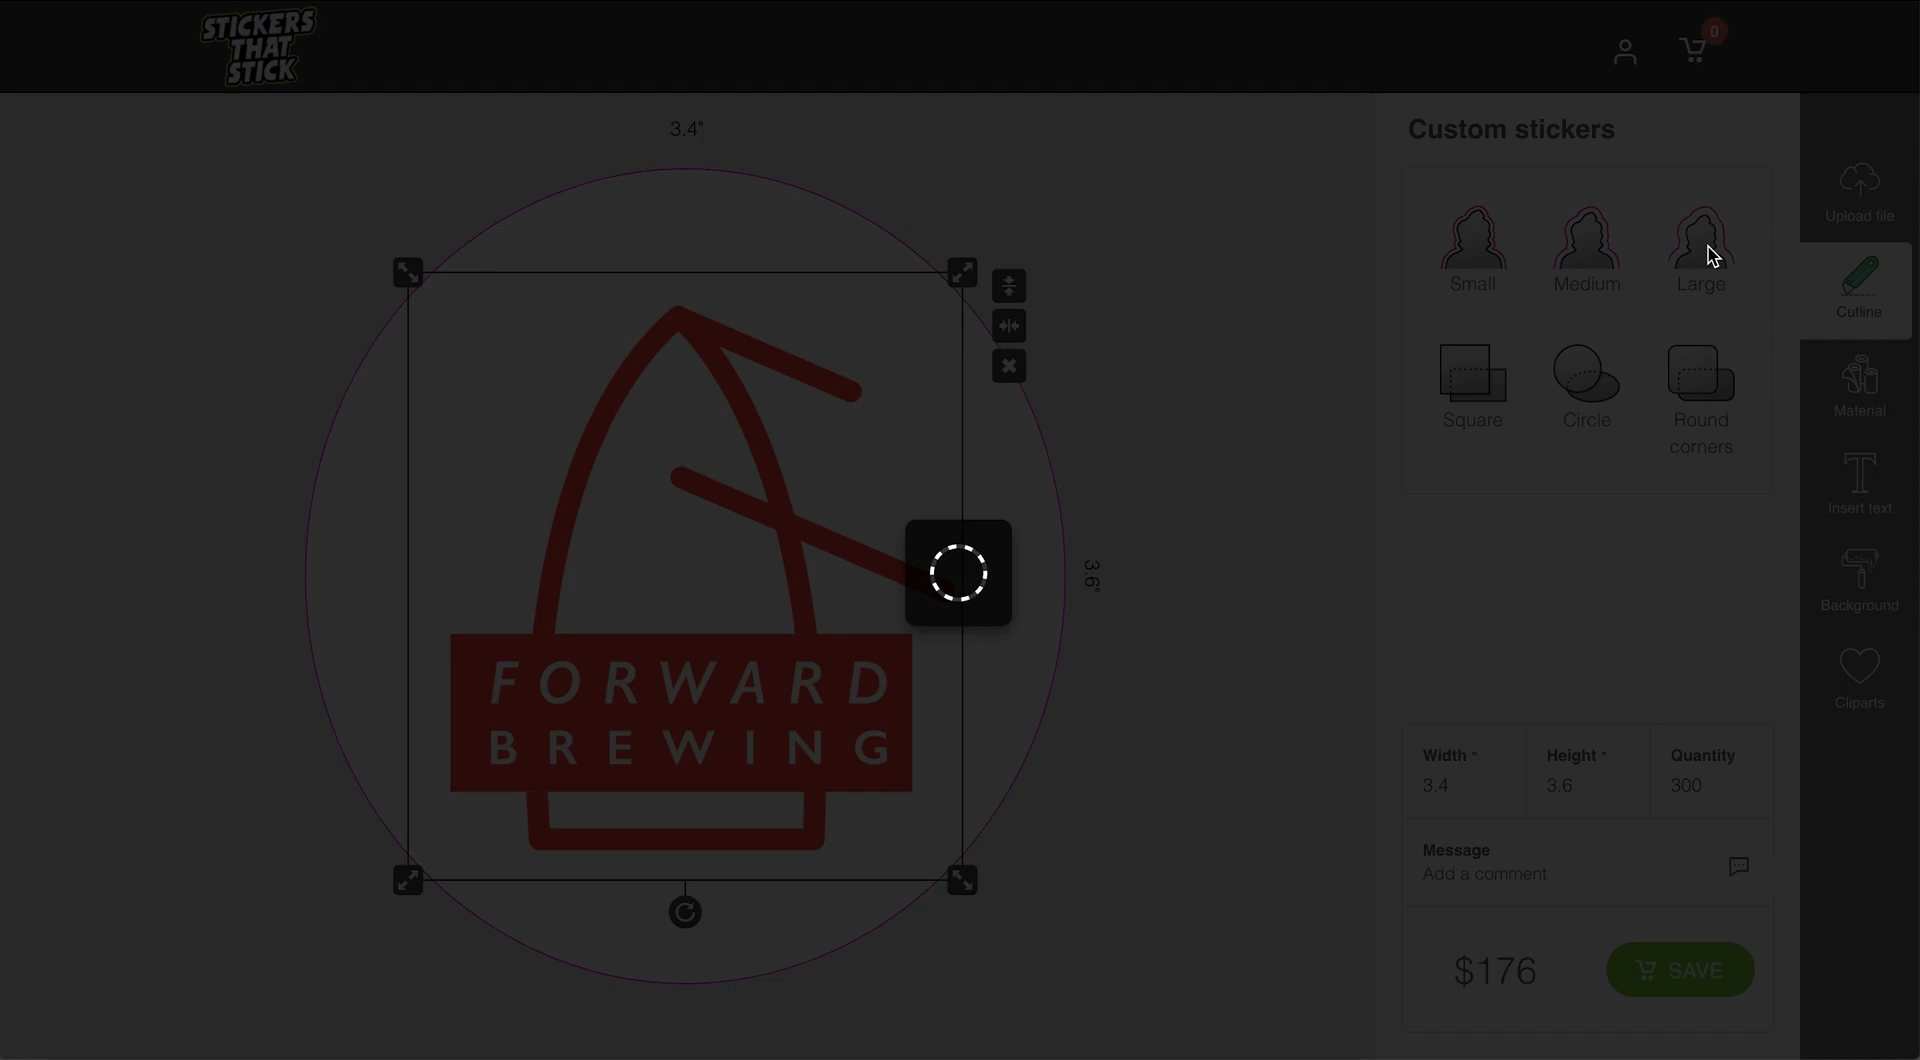 STICKERS
THAT
STICK
0
3.4"
Custom stickers
Upload file
Small
Medium
Large
Cutline
Square
Circle
Round
corners
Material
Insert text
3.6"
Background
FORWARD
BREWING
Cliparts
Width "
Height "
Quantity
3.4
3.6
300
Message
Add a comment
$176
SAVE